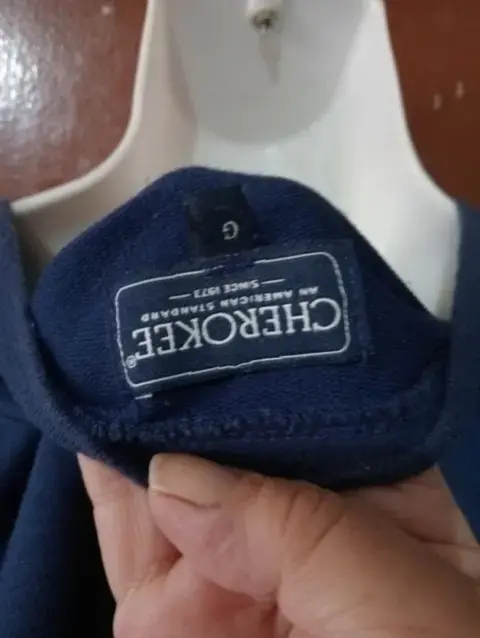 CHEROKEE®
AN AMERICAN STANDARD
— SINCE 1973 —
G